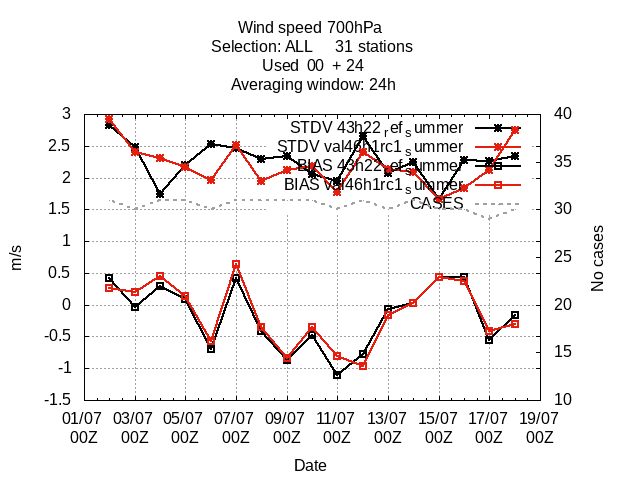 Wind speed 700hPa
Selection: ALL 31 stations
Used 00 + 24
Averaging window: 24h
STDV 43h22_ref_summer
STDV val46h1rc1_summer
BIAS 43h22_ref_summer
BIAS val46h1rc1_summer
CASES
3
2.5
2
1.5
1
0.5
0
-0.5
-1
-1.5
m/s
40
35
30
25
20
15
10
No cases
01/07 03/07 05/07 07/07 09/07 11/07 13/07 15/07 17/07 19/07
00Z 00Z 00Z 00Z 00Z 00Z 00Z 00Z 00Z 00Z
Date